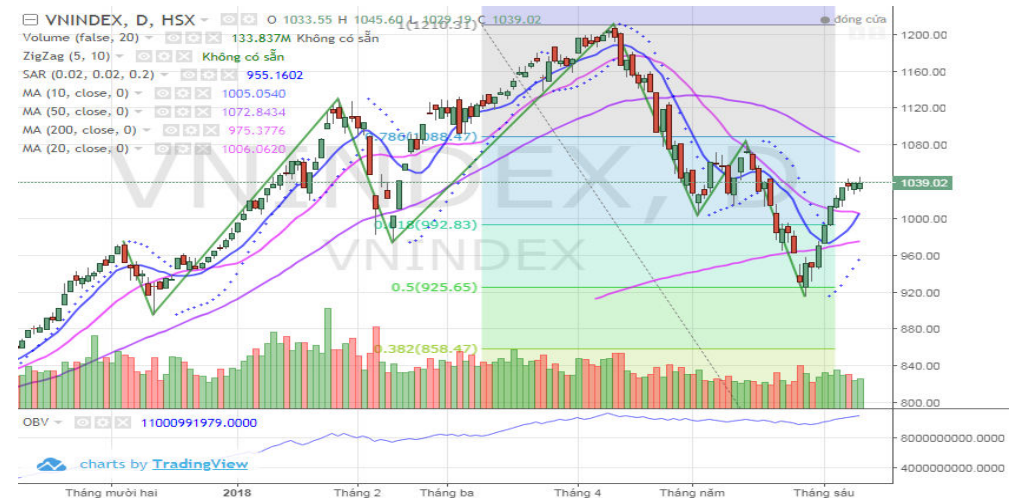 VNINDEX, D, HSX O 1033.55 H 1045.60 L 1029.19 C 1039.02
1(1210.31) đóng cửa
Volume (false, 20) 133.837M Không có sẵn
ZigZag (5, 10) Không có sẵn
SAR (0.02, 0.02, 0.2) 955.1602
MA (10, close, 0) 1005.0540
MA (50, close, 0) 1072.8434
MA (200, close, 0) 975.3776
MA (20, close, 0) 1006.0620
.786(1088.47)
VNINDEX, D
VNINDEX
0.618(992.83)
0.5(925.65)
0.382(858.47)
1200.00
1160.00
1120.00
1080.00
1039.02
1000.00
960.00
920.00
880.00
840.00
800.00
OBV 11000991979.0000
8000000000.0000
4000000000.0000
charts by TradingView
Tháng mười hai 2018 Tháng 2 Tháng ba Tháng 4 Tháng năm Tháng sáu